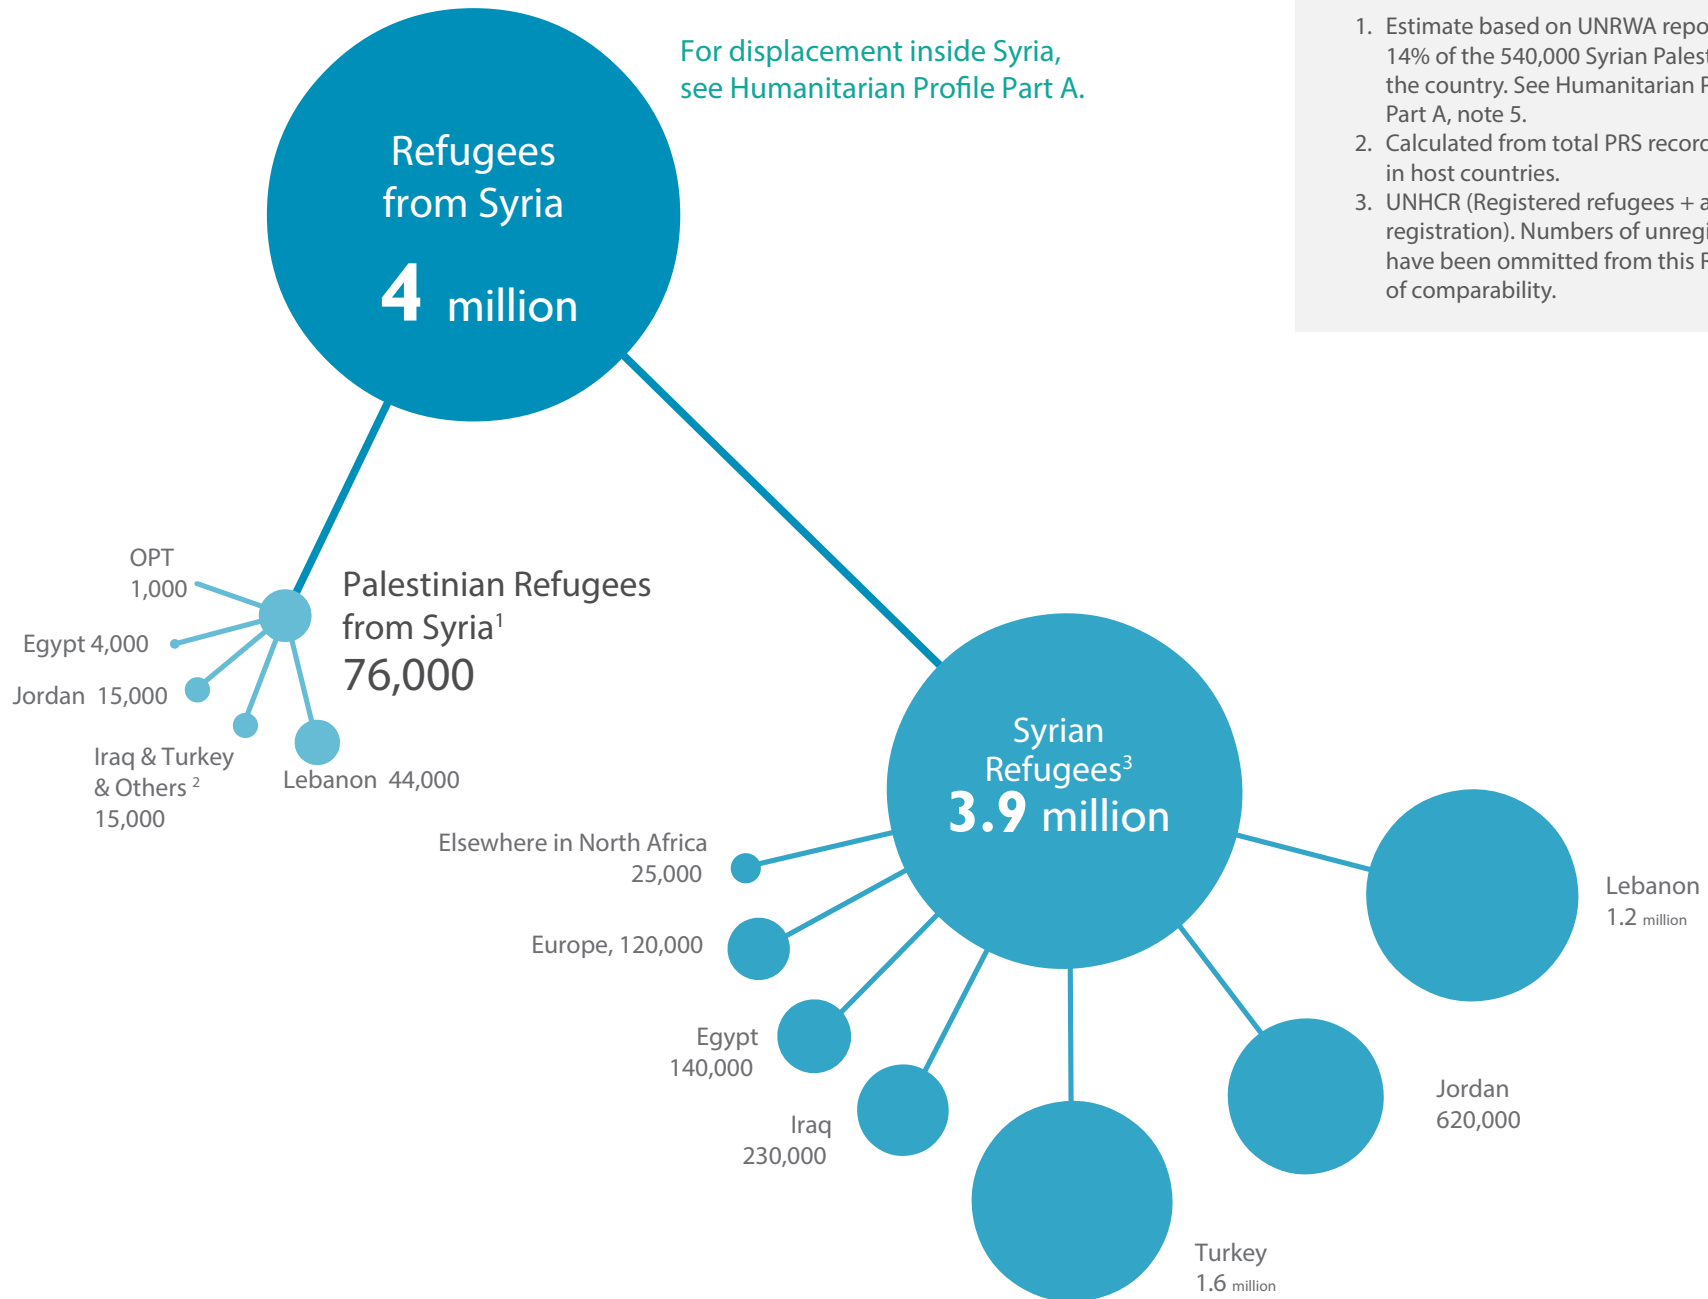 For displacement inside Syria,
see Humanitarian Profile Part A.
Refugees
from Syria
4 million
1. Estimate based on UNRWA
14% of the 540,000 Syrian
the country. See Humanitarian
Part A, note 5.
2. Calculated from total PRS
in host countries.
3. UNHCR (Registered refugees +
registration). Numbers of
have been ommitted from this
of comparability.
OPT
1,000
Egypt 4,000
Jordan 15,000
Iraq & Turkey
& Others 2
15,000
Lebanon 44,000
Palestinian Refugees
from Syria1
76,000
Syrian
Refugees3
3.9 million
Elsewhere in North Africa
25,000
Europe, 120,000
Egypt
140,000
Iraq
230,000
Turkey
1.6 million
Jordan
620,000
Lebanon
1.2 million